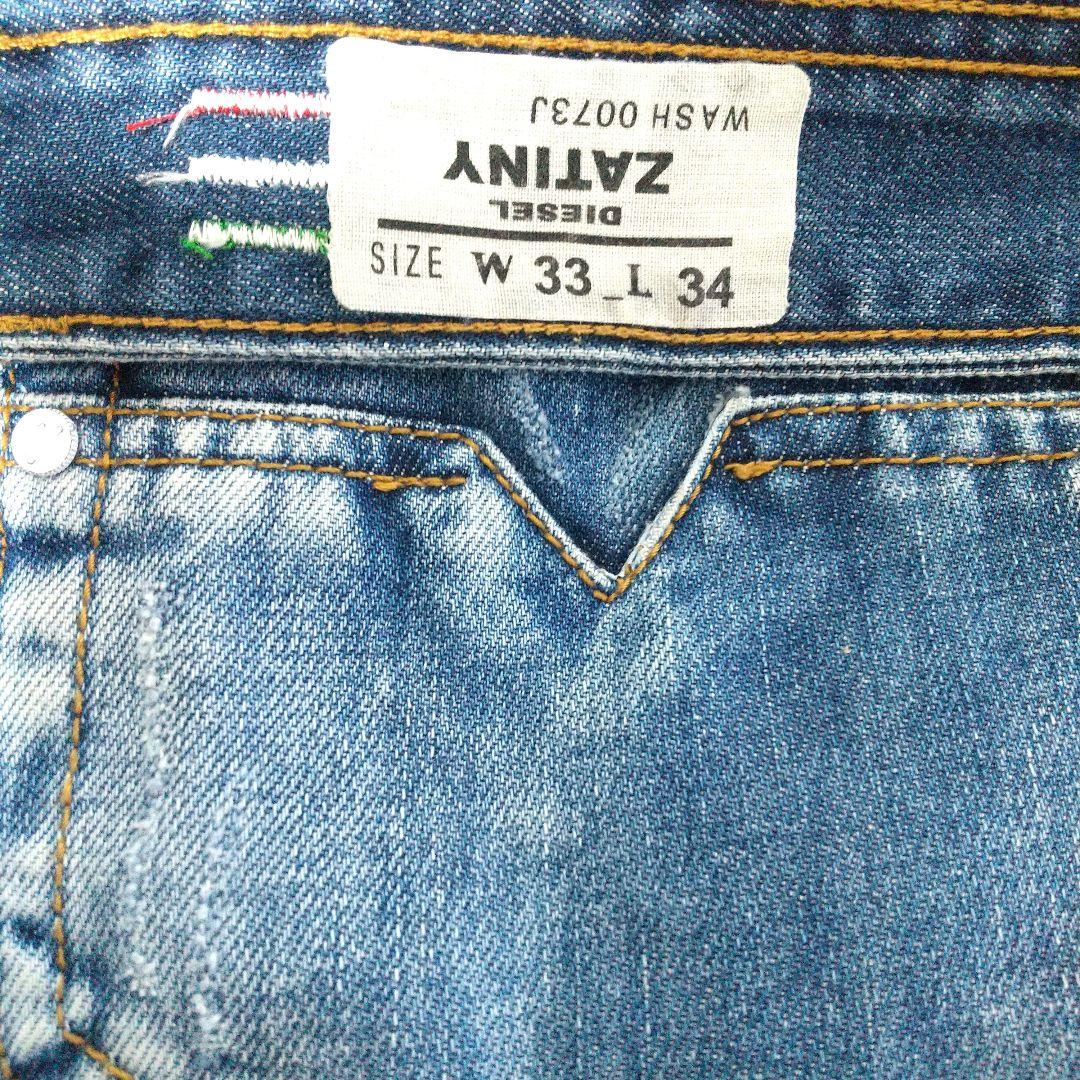 WASH 0073J
ZATINY
DIESEL
SIZE W 33_L 34